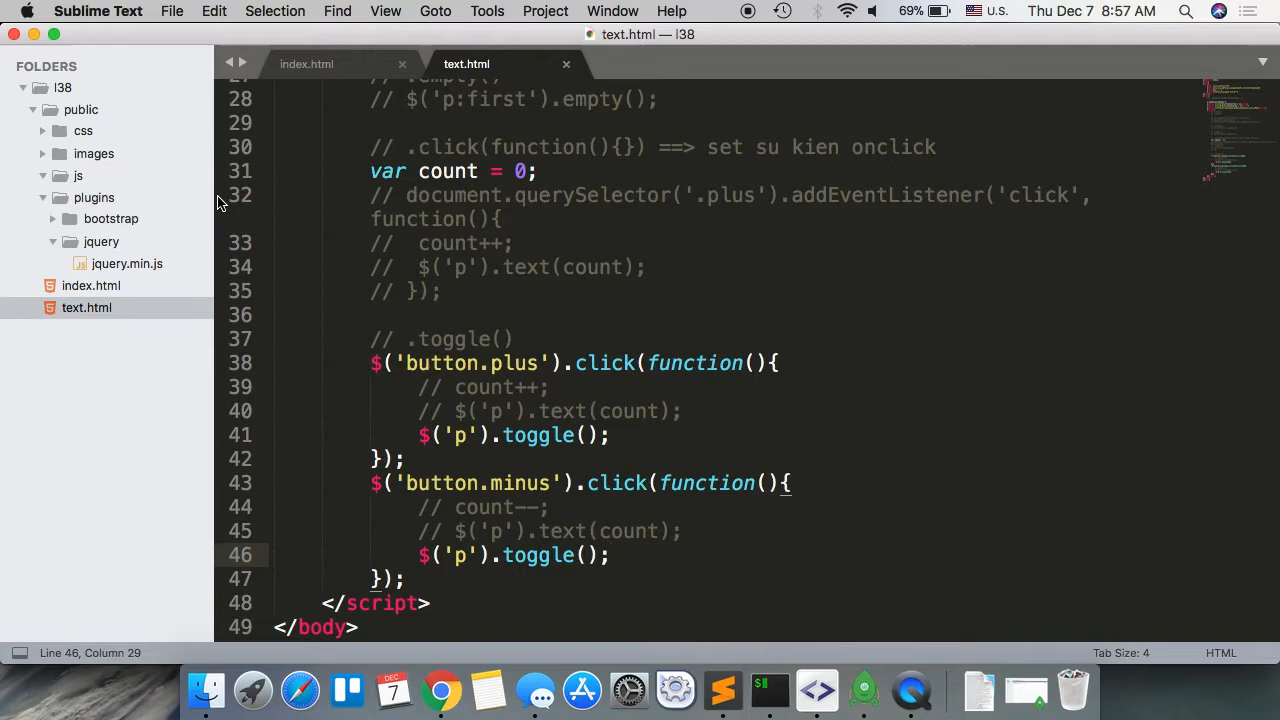 Sublime Text File Edit Selection Find View Goto Tools Project Window Help 69% U.S. Thu Dec 7 8:57 AM
text.html — l38
FOLDERS
l38
public
css
images
js
plugins
bootstrap
jquery
jquery.min.js
index.html
text.html
index.html text.html
27 // .empty()
28 // $('p:first').empty();
29
30 // .click(function(){}) ==> set su kien onclick
31 var count = 0;
32 // document.querySelector('.plus').addEventListener('click',
function(){
33 // count++;
34 // $('p').text(count);
35 // });
36
37 // .toggle()
38 $('button.plus').click(function(){
39 // count++;
40 // $('p').text(count);
41 $('p').toggle();
42 });
43 $('button.minus').click(function(){
44 // count--;
45 // $('p').text(count);
46 $('p').toggle();
47 });
48 </script>
49 </body>
Line 46, Column 29 Tab Size: 4 HTML
DEC
7
$